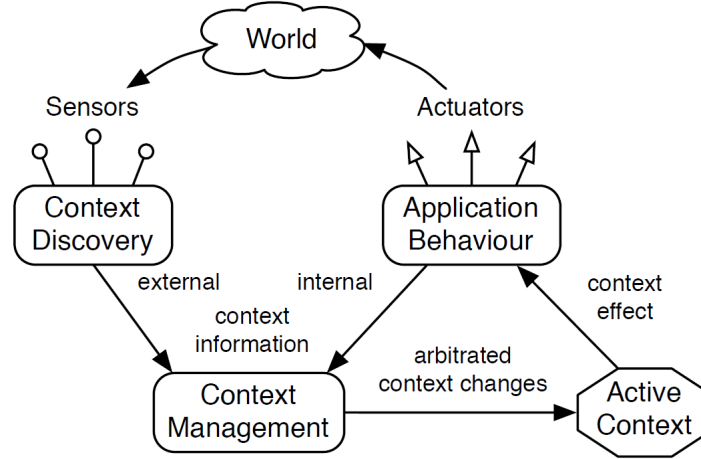 World
Sensors
Actuators
Context
Discovery
Application
Behaviour
external
internal
context
information
context
effect
arbitrated
context changes
Context
Management
Active
Context